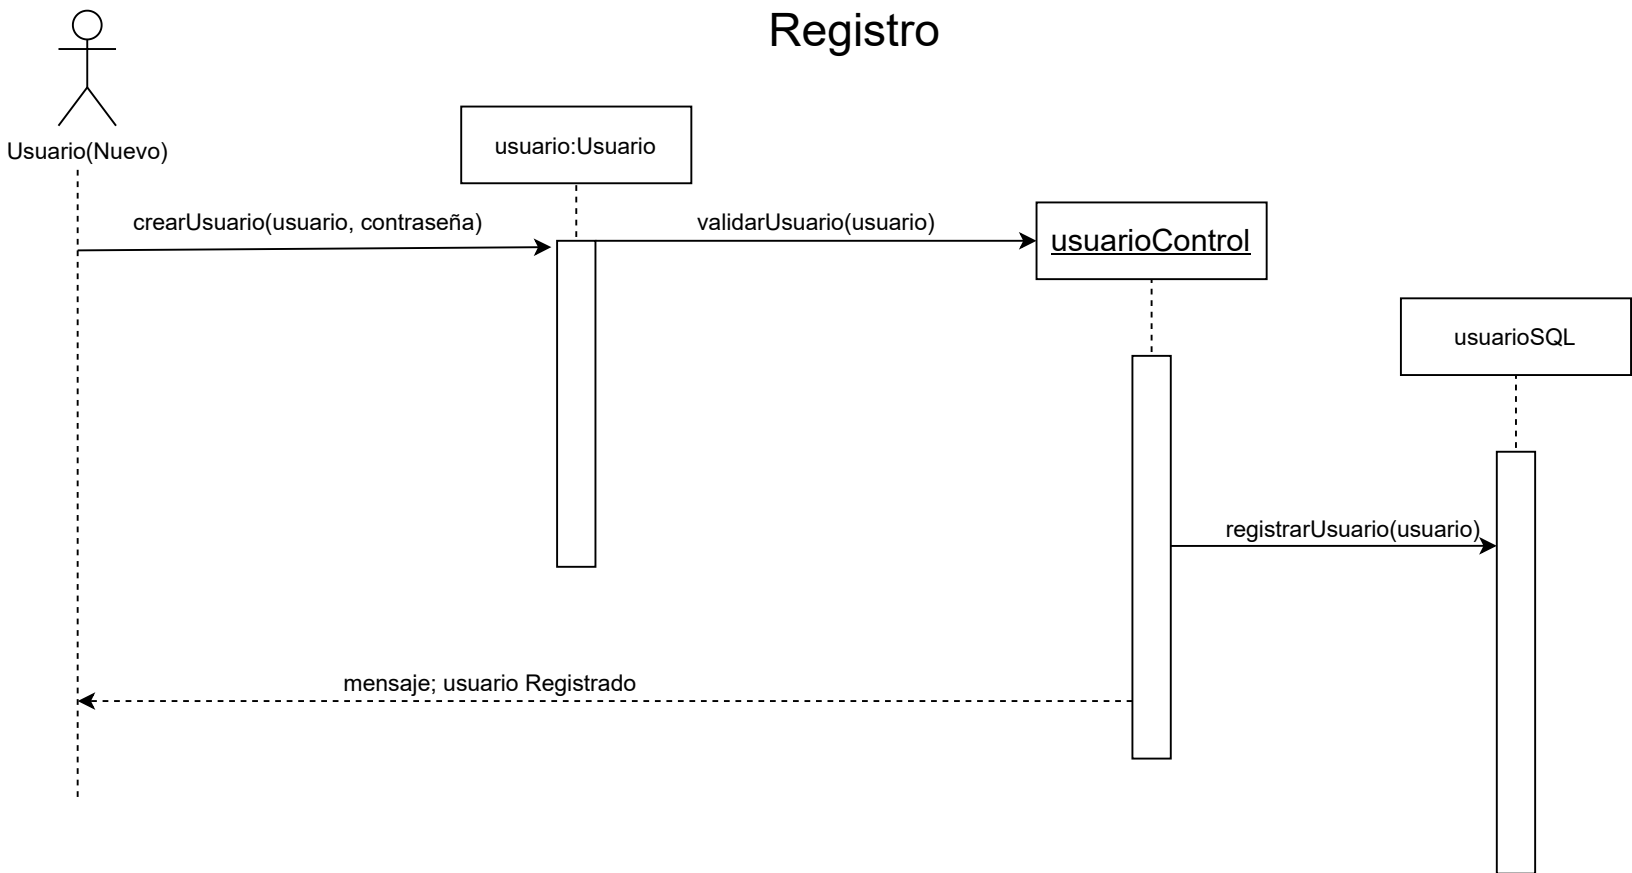 Registro
Usuario(Nuevo)
usuario:Usuario
crearUsuario(usuario, contraseña)
validarUsuario(usuario)
usuarioControl
usuarioSQL
registrarUsuario(usuario)
mensaje; usuario Registrado